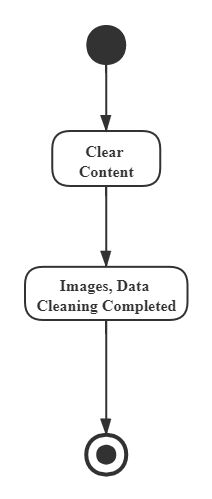 Clear
Content
Images, Data
Cleaning Completed